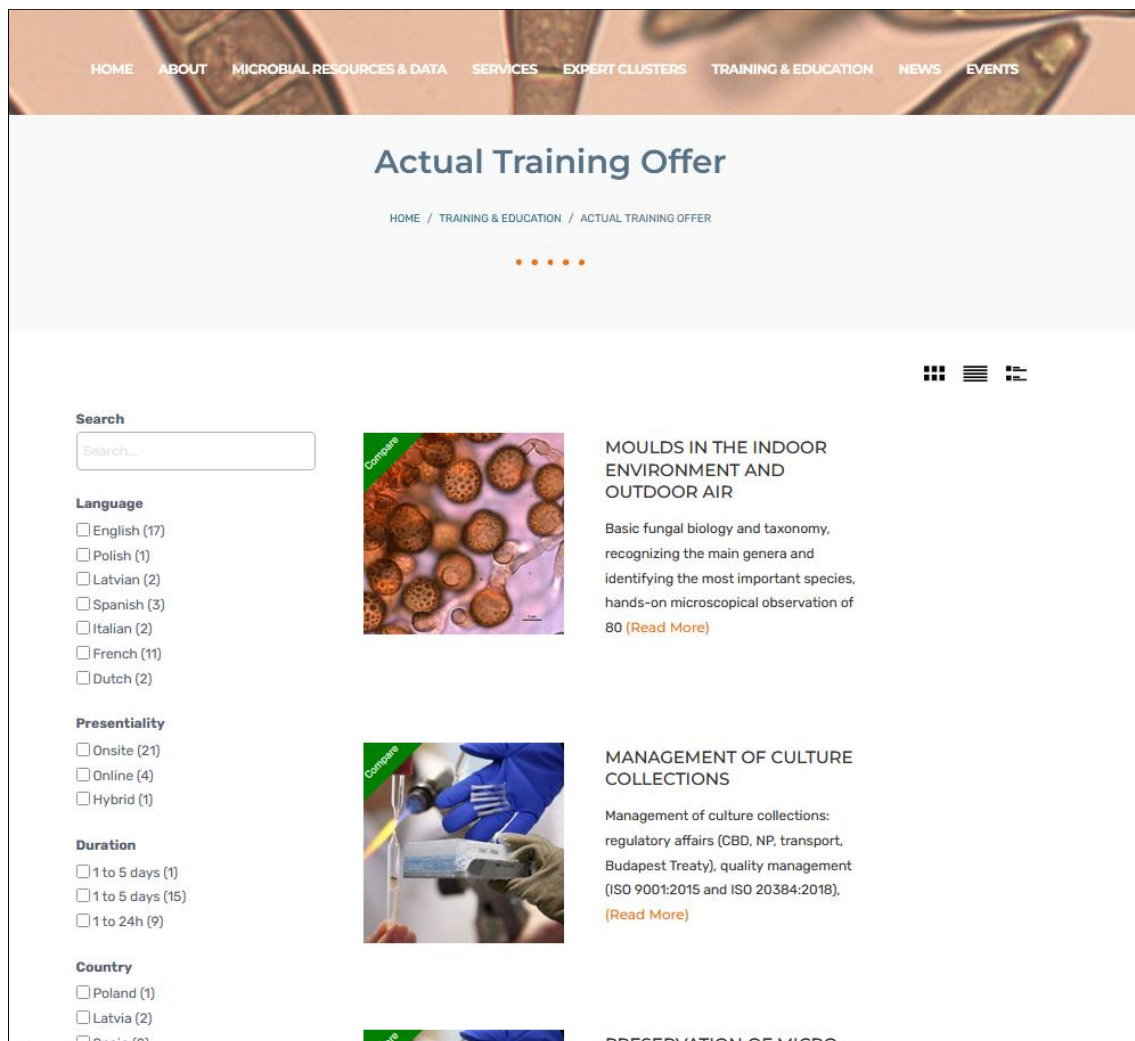 HOME ABOUT MICROBIAL RESOURCES & DATA SERVICES EXPERT CLUSTERS TRAINING & EDUCATION NEWS EVENTS
Actual Training Offer
HOME / TRAINING & EDUCATION / ACTUAL TRAINING OFFER
Search
Search...
Language
English (17)
Polish (1)
Latvian (2)
Spanish (3)
Italian (2)
French (11)
Dutch (2)
Presentiality
Onsite (21)
Online (4)
Hybrid (1)
Duration
1 to 5 days (1)
1 to 5 days (15)
1 to 24h (9)
Country
Poland (1)
Latvia (2)
Compare
MOULDS IN THE INDOOR
ENVIRONMENT AND
OUTDOOR AIR
Basic fungal biology and taxonomy,
recognizing the main genera and
identifying the most important species,
hands-on microscopical observation of
80 (Read More)
Compare
MANAGEMENT OF CULTURE
COLLECTIONS
Management of culture collections:
regulatory affairs (CBD, NP, transport,
Budapest Treaty), quality management
(ISO 9001:2015 and ISO 20384:2018),
(Read More)
PRESERVATION OF MICRO-